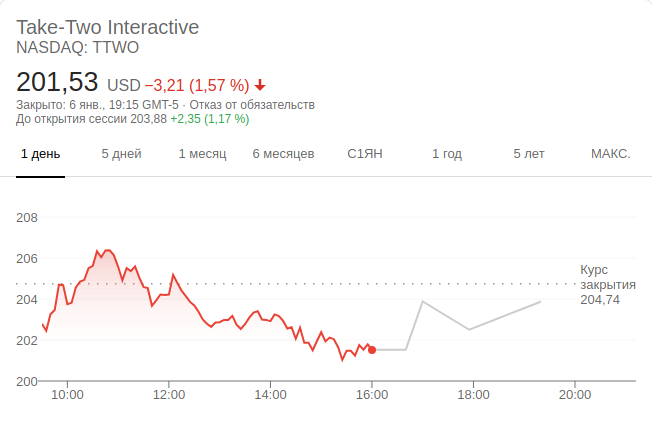 Take-Two Interactive
NASDAQ: TTWO
201,53 USD −3,21 (1,57 %)
Закрыто: 6 янв., 19:15 GMT-5 · Отказ от обязательств
До открытия сессии 203,88 +2,35 (1,17 %)
1 день 5 дней 1 месяц 6 месяцев С1ЯН 1 год 5 лет МАКС.
208
206
Курс
закрытия
204,74
204
202
200
10:00 12:00 14:00 16:00 18:00 20:00